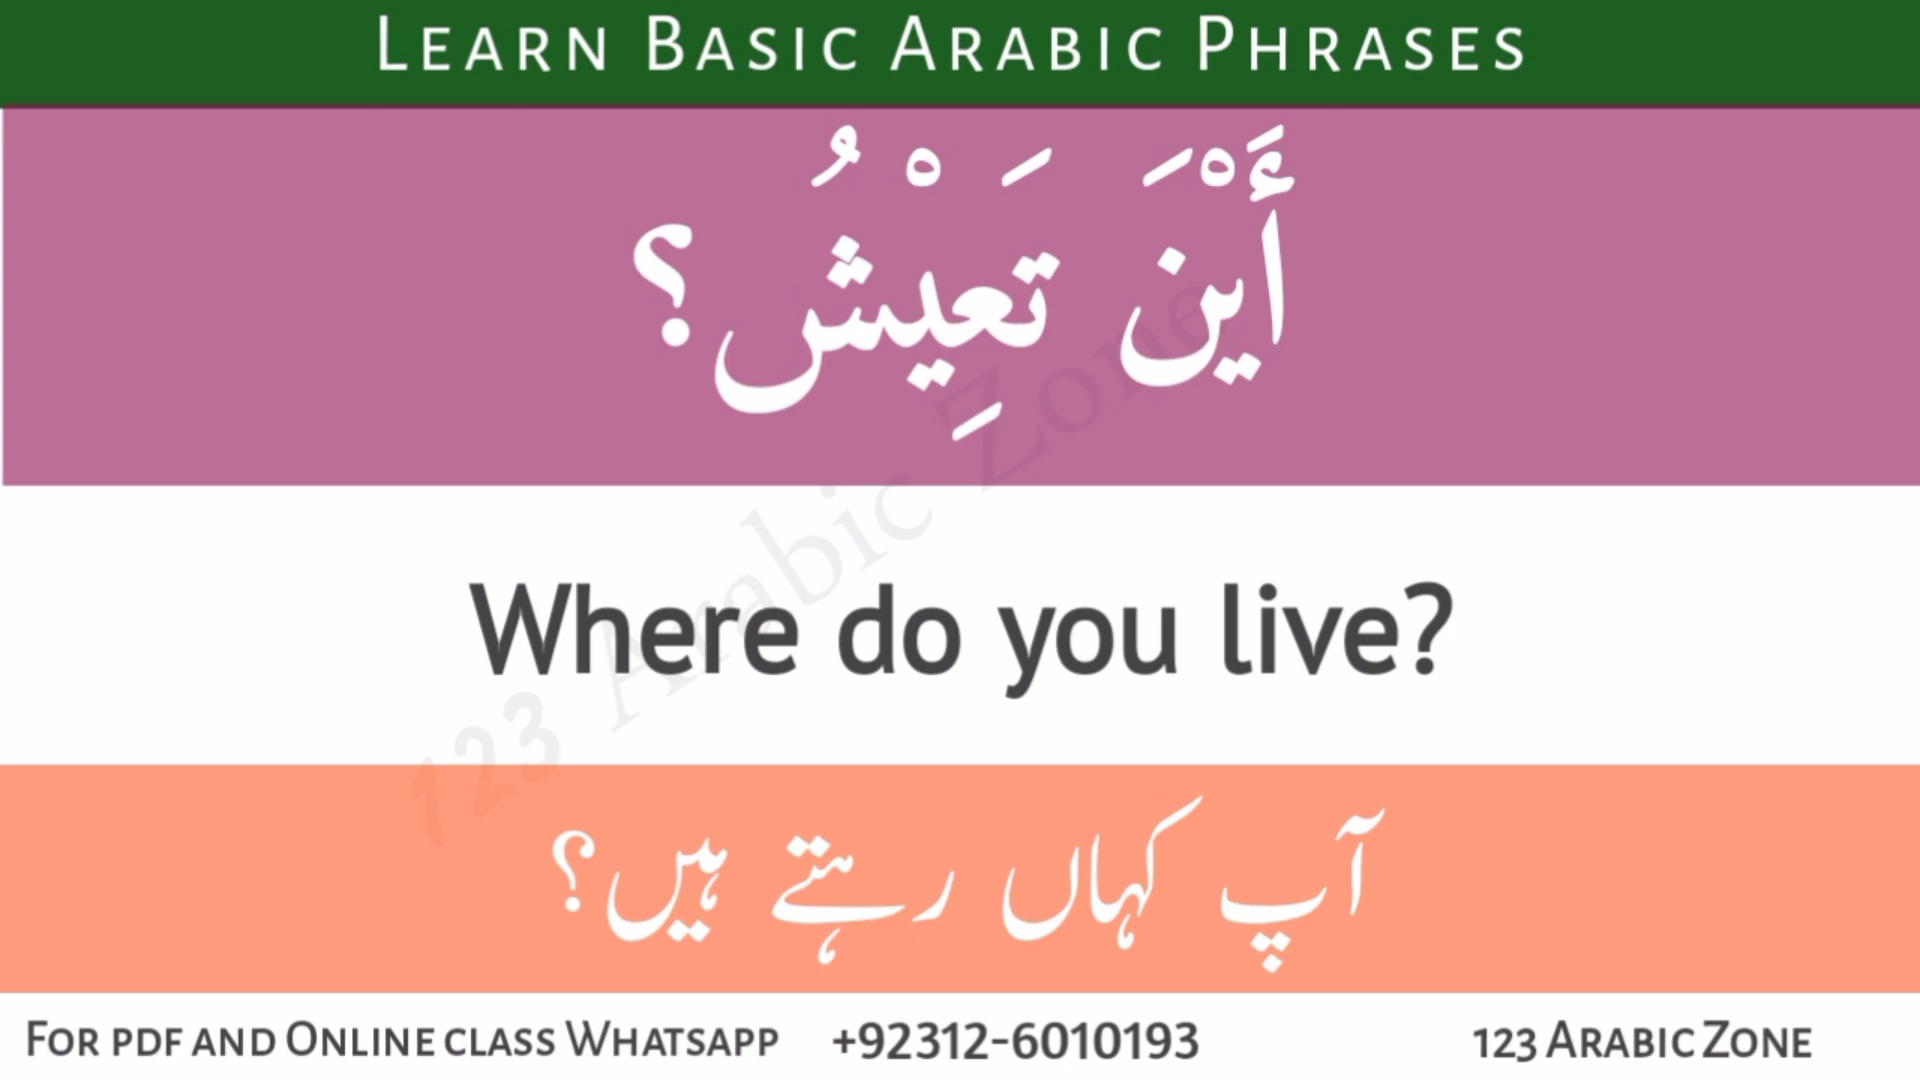 LEARN BASIC ARABIC PHRASES
أَيْنَ تَعِيْشُ؟
Where do you live?
آپ کہاں رہتے ہیں؟
FOR PDF AND ONLINE CLASS WHATSAPP +92312-6010193 123 ARABIC ZONE
123 Arabic Zone